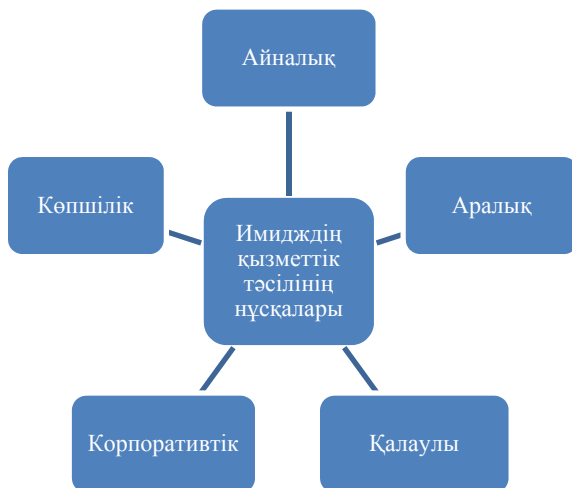 Айналық
Көпшілік
Аралық
Имидждің
қызметтік
тәсілінің
нұсқалары
Корпоративтік
Қалаулы